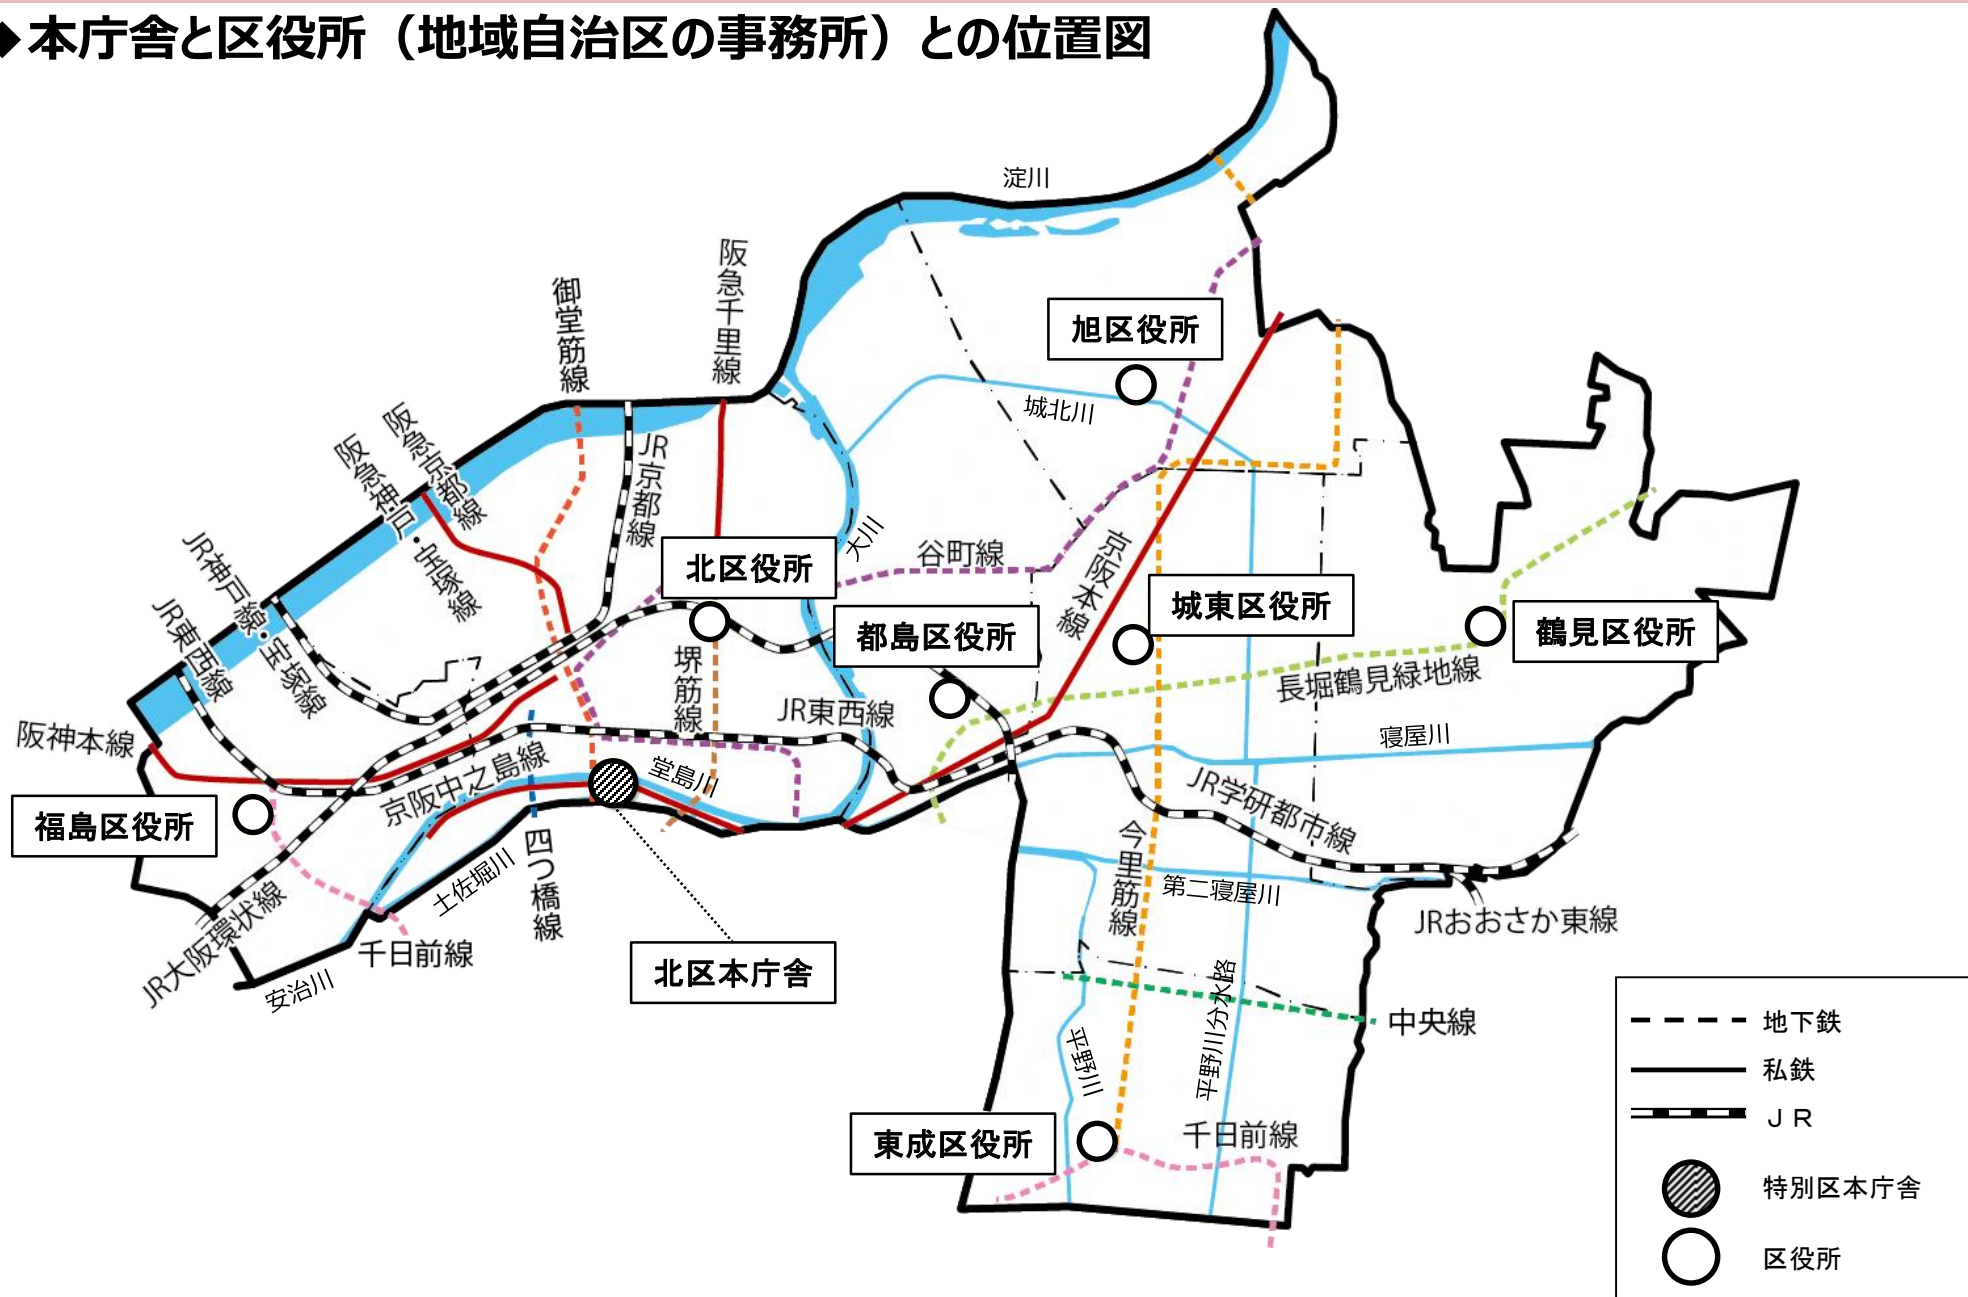 ◆本庁舎と区役所（地域自治区の事務所）との位置図
淀川
阪急千里線
御堂筋線
旭区役所
城北川
阪急京都線
阪急神戸・宝塚線
JR京都線
大川
谷町線
京阪本線
北区役所
JR神戸線・宝塚線
JR東西線
都島区役所
城東区役所
鶴見区役所
堺筋線
長堀鶴見緑地線
JR東西線
阪神本線
寝屋川
京阪中之島線
堂島川
JR学研都市線
福島区役所
四つ橋線
今里筋線
土佐堀川
第二寝屋川
JR大阪環状線
千日前線
JRおおさか東線
北区本庁舎
安治川
平野川分水路
中央線
平野川
東成区役所
千日前線
地下鉄
私鉄
ＪＲ
特別区本庁舎
区役所